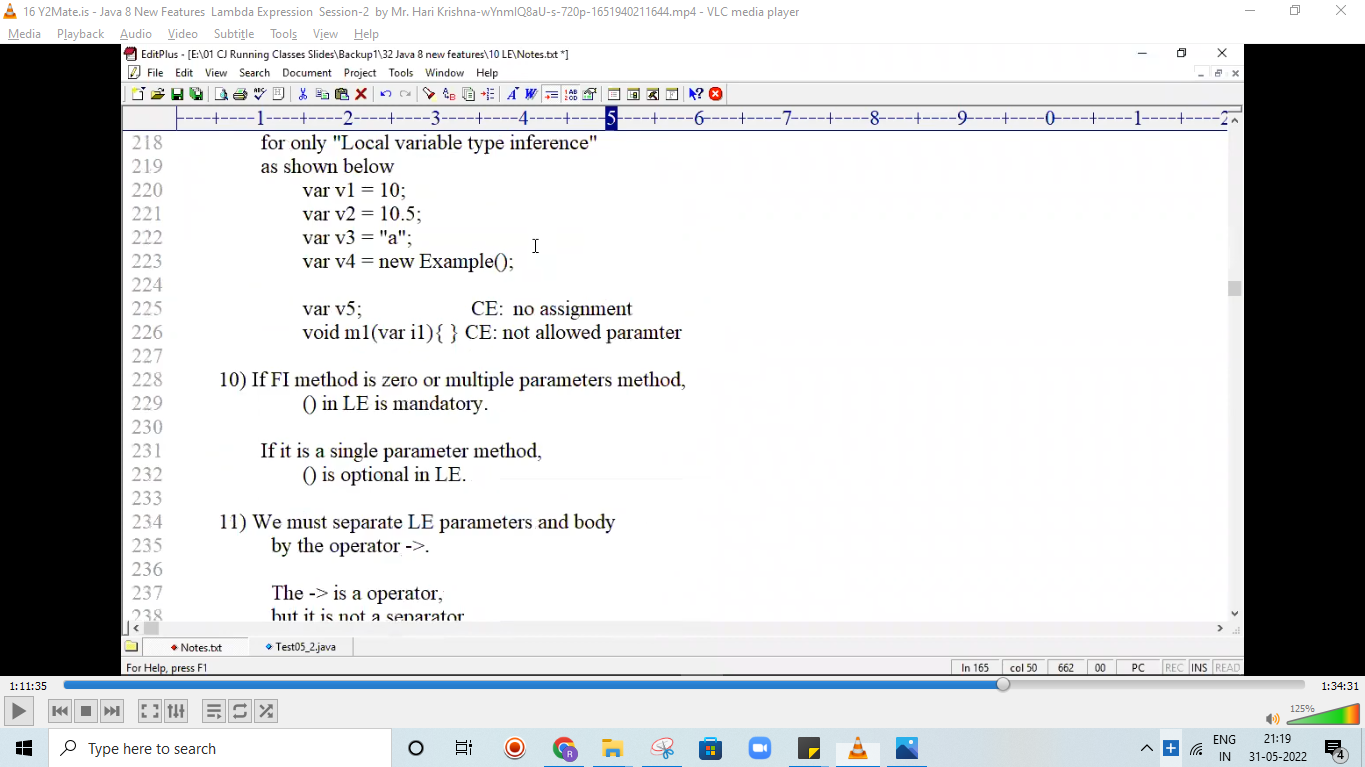 16 Y2Mate.is - Java 8 New Features  Lambda Expression  Session-2  by Mr. Hari Krishna-wYnmlQ8aU-s-720p-1651940211644.mp4 - VLC media player
Media Playback Audio Video Subtitle Tools View Help
EditPlus - [E:\01 CJ Running Classes Slides\Backup1\32 Java 8 new features\10 LE\Notes.txt *]
File Edit View Search Document Project Tools Window Help
----+----1----+----2----+----3----+----4----+----5----+----6----+----7----+----8----+----9----+----0----+----1----+----2
218 for only "Local variable type inference"
219 as shown below
220 var v1 = 10;
221 var v2 = 10.5;
222 var v3 = "a";
223 var v4 = new Example();
224
225 var v5; CE: no assignment
226 void m1(var i1){ } CE: not allowed paramter
227
228 10) If FI method is zero or multiple parameters method,
229 () in LE is mandatory.
230
231 If it is a single parameter method,
232 () is optional in LE.
233
234 11) We must separate LE parameters and body
235 by the operator ->.
236
237 The -> is a operator,
238 but it is not a separator
Notes.txt Test05_2.java
For Help, press F1 ln 165 col 50 662 00 PC REC INS READ
1:11:35 1:34:31
125%
Type here to search
ENG 21:19
IN 31-05-2022 4